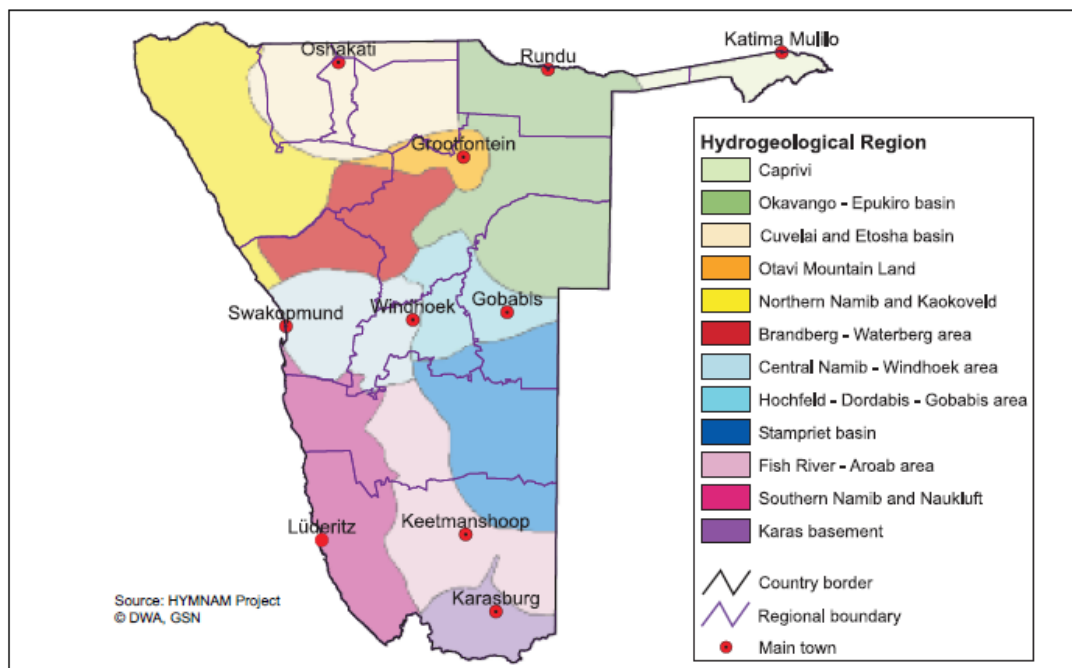 Oshakati
Rundu
Katima Mulilo
Grootfontein
Swakopmund
Windhoek
Gobabis
Lüderitz
Keetmanshoop
Karasburg
Source: HYMNAM Project
© DWA, GSN
Hydrogeological Region
Caprivi
Okavango - Epukiro basin
Cuvelai and Etosha basin
Otavi Mountain Land
Northern Namib and Kaokoveld
Brandberg - Waterberg area
Central Namib - Windhoek area
Hochfeld - Dordabis - Gobabis area
Stampriet basin
Fish River - Aroab area
Southern Namib and Naukluft
Karas basement
Country border
Regional boundary
Main town